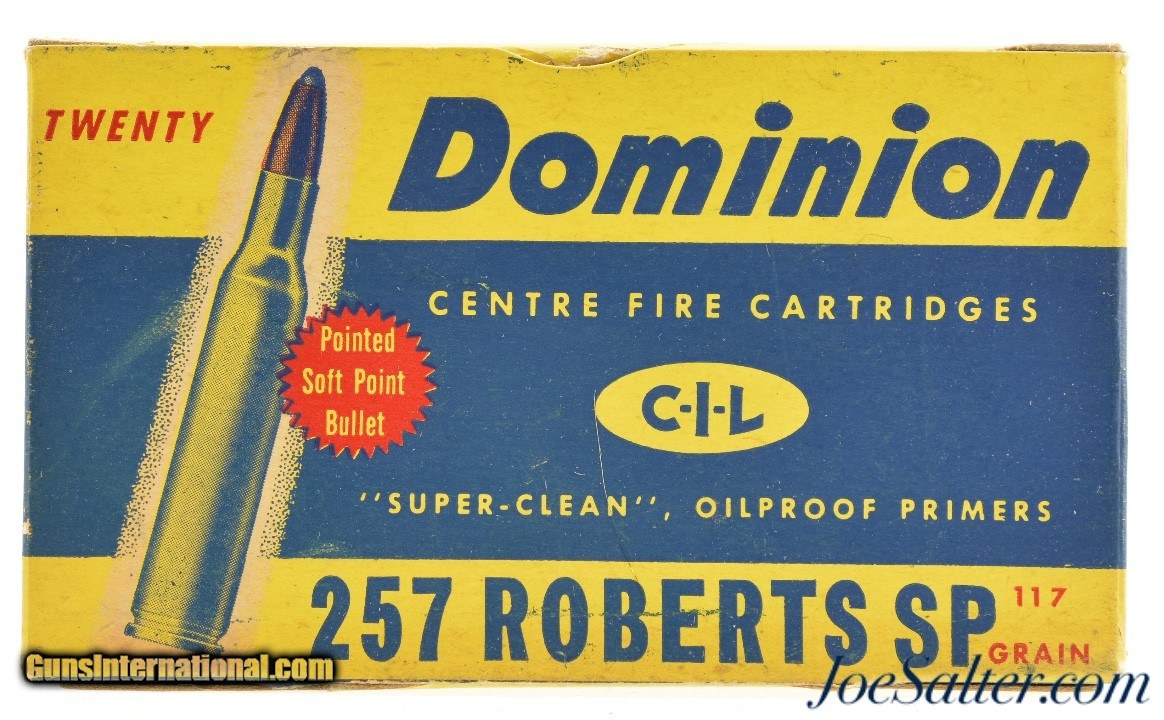 TWENTY
Dominion
CENTRE FIRE CARTRIDGES
Pointed
Soft Point
Bullet
C-I-L
"SUPER-CLEAN", OILPROOF PRIMERS
257 ROBERTS SP 117
GRAIN
GunsInternational.com
JoeSalter.com